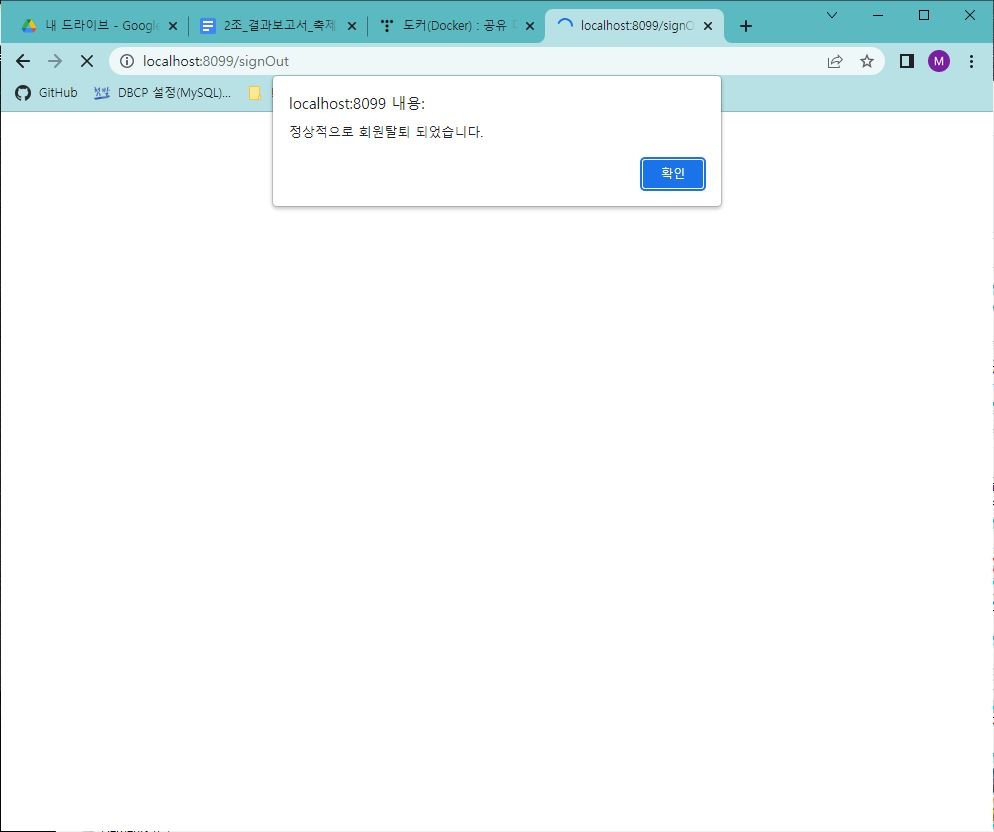 내 드라이브 - Google
2조_결과보고서_축제
도커(Docker) : 공유
localhost:8099/signO
localhost:8099/signOut
M
GitHub
DBCP 설정(MySQL)...
localhost:8099 내용:
정상적으로 회원탈퇴 되었습니다.
확인